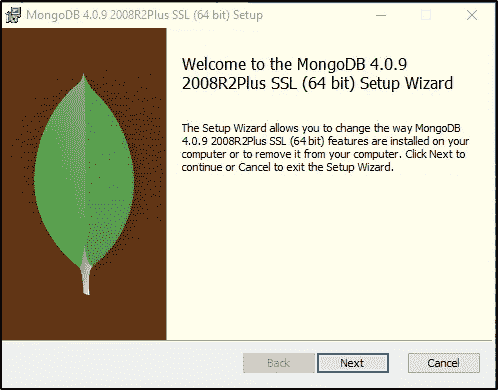 MongoDB 4.0.9 2008R2Plus SSL (64 bit) Setup
Welcome to the MongoDB 4.0.9
2008R2Plus SSL (64 bit) Setup Wizard
The Setup Wizard allows you to change the way MongoDB
4.0.9 2008R2Plus SSL (64 bit) features are installed on your
computer or to remove it from your computer. Click Next to
continue or Cancel to exit the Setup Wizard.
Back
Next
Cancel